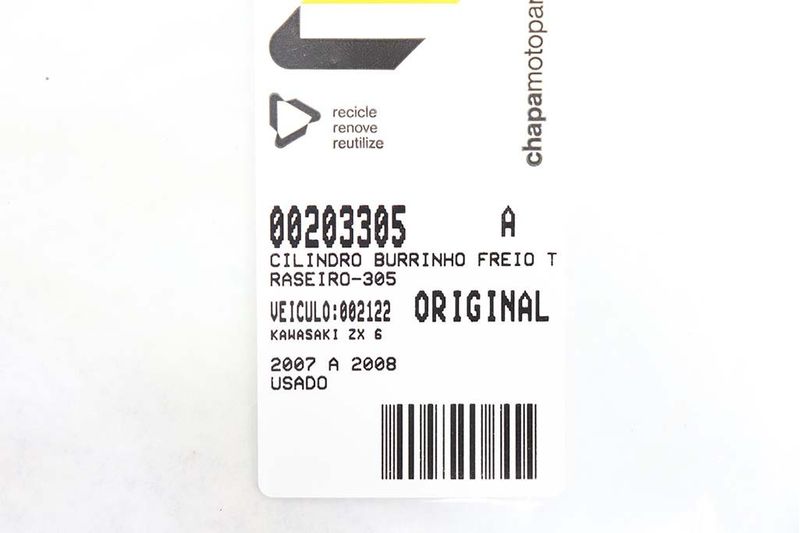 recicle
renove
reutilize
chapamotopar
00203305 A
CILINDRO BURRINHO FREIO T
RASEIRO-305
VEICULO:002122 ORIGINAL
KAWASAKI ZX 6
2007 A 2008
USADO